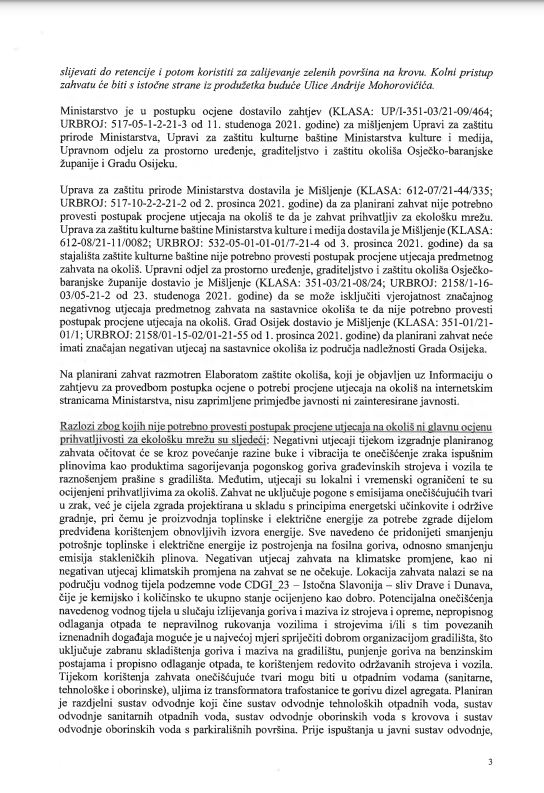 slijevati do retencije i potom koristiti za zalijevanje zelenih površina na krovu. Kolni pristup
zahvatu će biti s istočne strane iz produžetka buduće Ulice Andrije Mohorovičića.
Ministarstvo je u postupku ocjene dostavilo zahtjev (KLASA: UP/I-351-03/21-09/464;
URBROJ: 517-05-1-2-21-3 od 11. studenoga 2021. godine) za mišljenjem Upravi za zaštitu
prirode Ministarstva, Upravi za zaštitu kulturne baštine Ministarstva kulture i medija,
Upravnom odjelu za prostorno uređenje, graditeljstvo i zaštitu okoliša Osječko-baranjske
županije i Gradu Osijeku.
Uprava za zaštitu prirode Ministarstva dostavila je Mišljenje (KLASA: 612-07/21-44/335;
URBROJ: 517-10-2-2-21-2 od 2. prosinca 2021. godine) da za planirani zahvat nije potrebno
provesti postupak procjene utjecaja na okoliš te da je zahvat prihvatljiv za ekološku mrežu.
Uprava za zaštitu kulturne baštine Ministarstva kulture i medija dostavila je Mišljenje (KLASA:
612-08/21-11/0082; URBROJ: 532-05-01-01-01/7-21-4 od 3. prosinca 2021. godine) da sa
stajališta zaštite kulturne baštine nije potrebno provesti postupak procjene utjecaja predmetnog
zahvata na okoliš. Upravni odjel za prostorno uređenje, graditeljstvo i zaštitu okoliša Osječko-
baranjske županije dostavio je Mišljenje (KLASA: 351-03/21-08/24; URBROJ: 2158/1-16-
03/05-21-2 od 23. studenoga 2021. godine) da se može isključiti vjerojatnost značajnog
negativnog utjecaja predmetnog zahvata na sastavnice okoliša te da nije potrebno provesti
postupak procjene utjecaja na okoliš. Grad Osijek dostavio je Mišljenje (KLASA: 351-01/21-
01/1; URBROJ: 2158/01-15-02/01-21-55 od 1. prosinca 2021. godine) da planirani zahvat neće
imati značajan negativan utjecaj na sastavnice okoliša iz područja nadležnosti Grada Osijeka.
Na planirani zahvat razmotren Elaboratom zaštite okoliša, koji je objavljen uz Informaciju o
zahtjevu za provedbom postupka ocjene o potrebi procjene utjecaja na okoliš na internetskim
stranicama Ministarstva, nisu zaprimljene primjedbe javnosti ni zainteresirane javnosti.
Razlozi zbog kojih nije potrebno provesti postupak procjene utjecaja na okoliš ni glavnu ocjenu
prihvatljivosti za ekološku mrežu su sljedeći: Negativni utjecaji tijekom izgradnje planiranog
zahvata očitovat će se kroz povećanje razine buke i vibracija te onečišćenje zraka ispušnim
plinovima kao produktima sagorijevanja pogonskog goriva građevinskih strojeva i vozila te
raznošenjem prašine s gradilišta. Međutim, utjecaji su lokalni i vremenski ograničeni te su
ocijenjeni prihvatljivima za okoliš. Zahvat ne uključuje pogone s emisijama onečišćujućih tvari
u zrak, već je cijela zgrada projektirana u skladu s principima energetski učinkovite i održive
gradnje, pri čemu je proizvodnja toplinske i električne energije za potrebe zgrade dijelom
predviđena korištenjem obnovljivih izvora energije. Sve navedeno će pridonijeti smanjenju
potrošnje toplinske i električne energije iz postrojenja na fosilna goriva, odnosno smanjenju
emisija stakleničkih plinova. Negativan utjecaj zahvata na klimatske promjene, kao ni
negativan utjecaj klimatskih promjena na zahvat se ne očekuje. Lokacija zahvata nalazi se na
području vodnog tijela podzemne vode CDGI_23 – Istočna Slavonija – sliv Drave i Dunava,
čije je kemijsko i količinsko te ukupno stanje ocijenjeno kao dobro. Potencijalna onečišćenja
navedenog vodnog tijela u slučaju izlijevanja goriva i maziva iz strojeva i opreme, nepropisnog
odlaganja otpada te nepravilnog rukovanja vozilima i strojevima i/ili s tim povezanih
iznenadnih događaja moguće je u najvećoj mjeri spriječiti dobrom organizacijom gradilišta, što
uključuje zabranu skladištenja goriva i maziva na gradilištu, punjenje goriva na benzinskim
postajama i propisno odlaganje otpada, te korištenjem redovito održavanih strojeva i vozila.
Tijekom korištenja zahvata onečišćujuće tvari mogu biti u otpadnim vodama (sanitarne,
tehnološke i oborinske), uljima iz transformatora trafostanice te gorivu dizel agregata. Planiran
je razdjelni sustav odvodnje koji čine sustav odvodnje tehnoloških otpadnih voda, sustav
odvodnje sanitarnih otpadnih voda, sustav odvodnje oborinskih voda s krovova i sustav
odvodnje oborinskih voda s parkirališnih površina. Prije ispuštanja u javni sustav odvodnje,
3